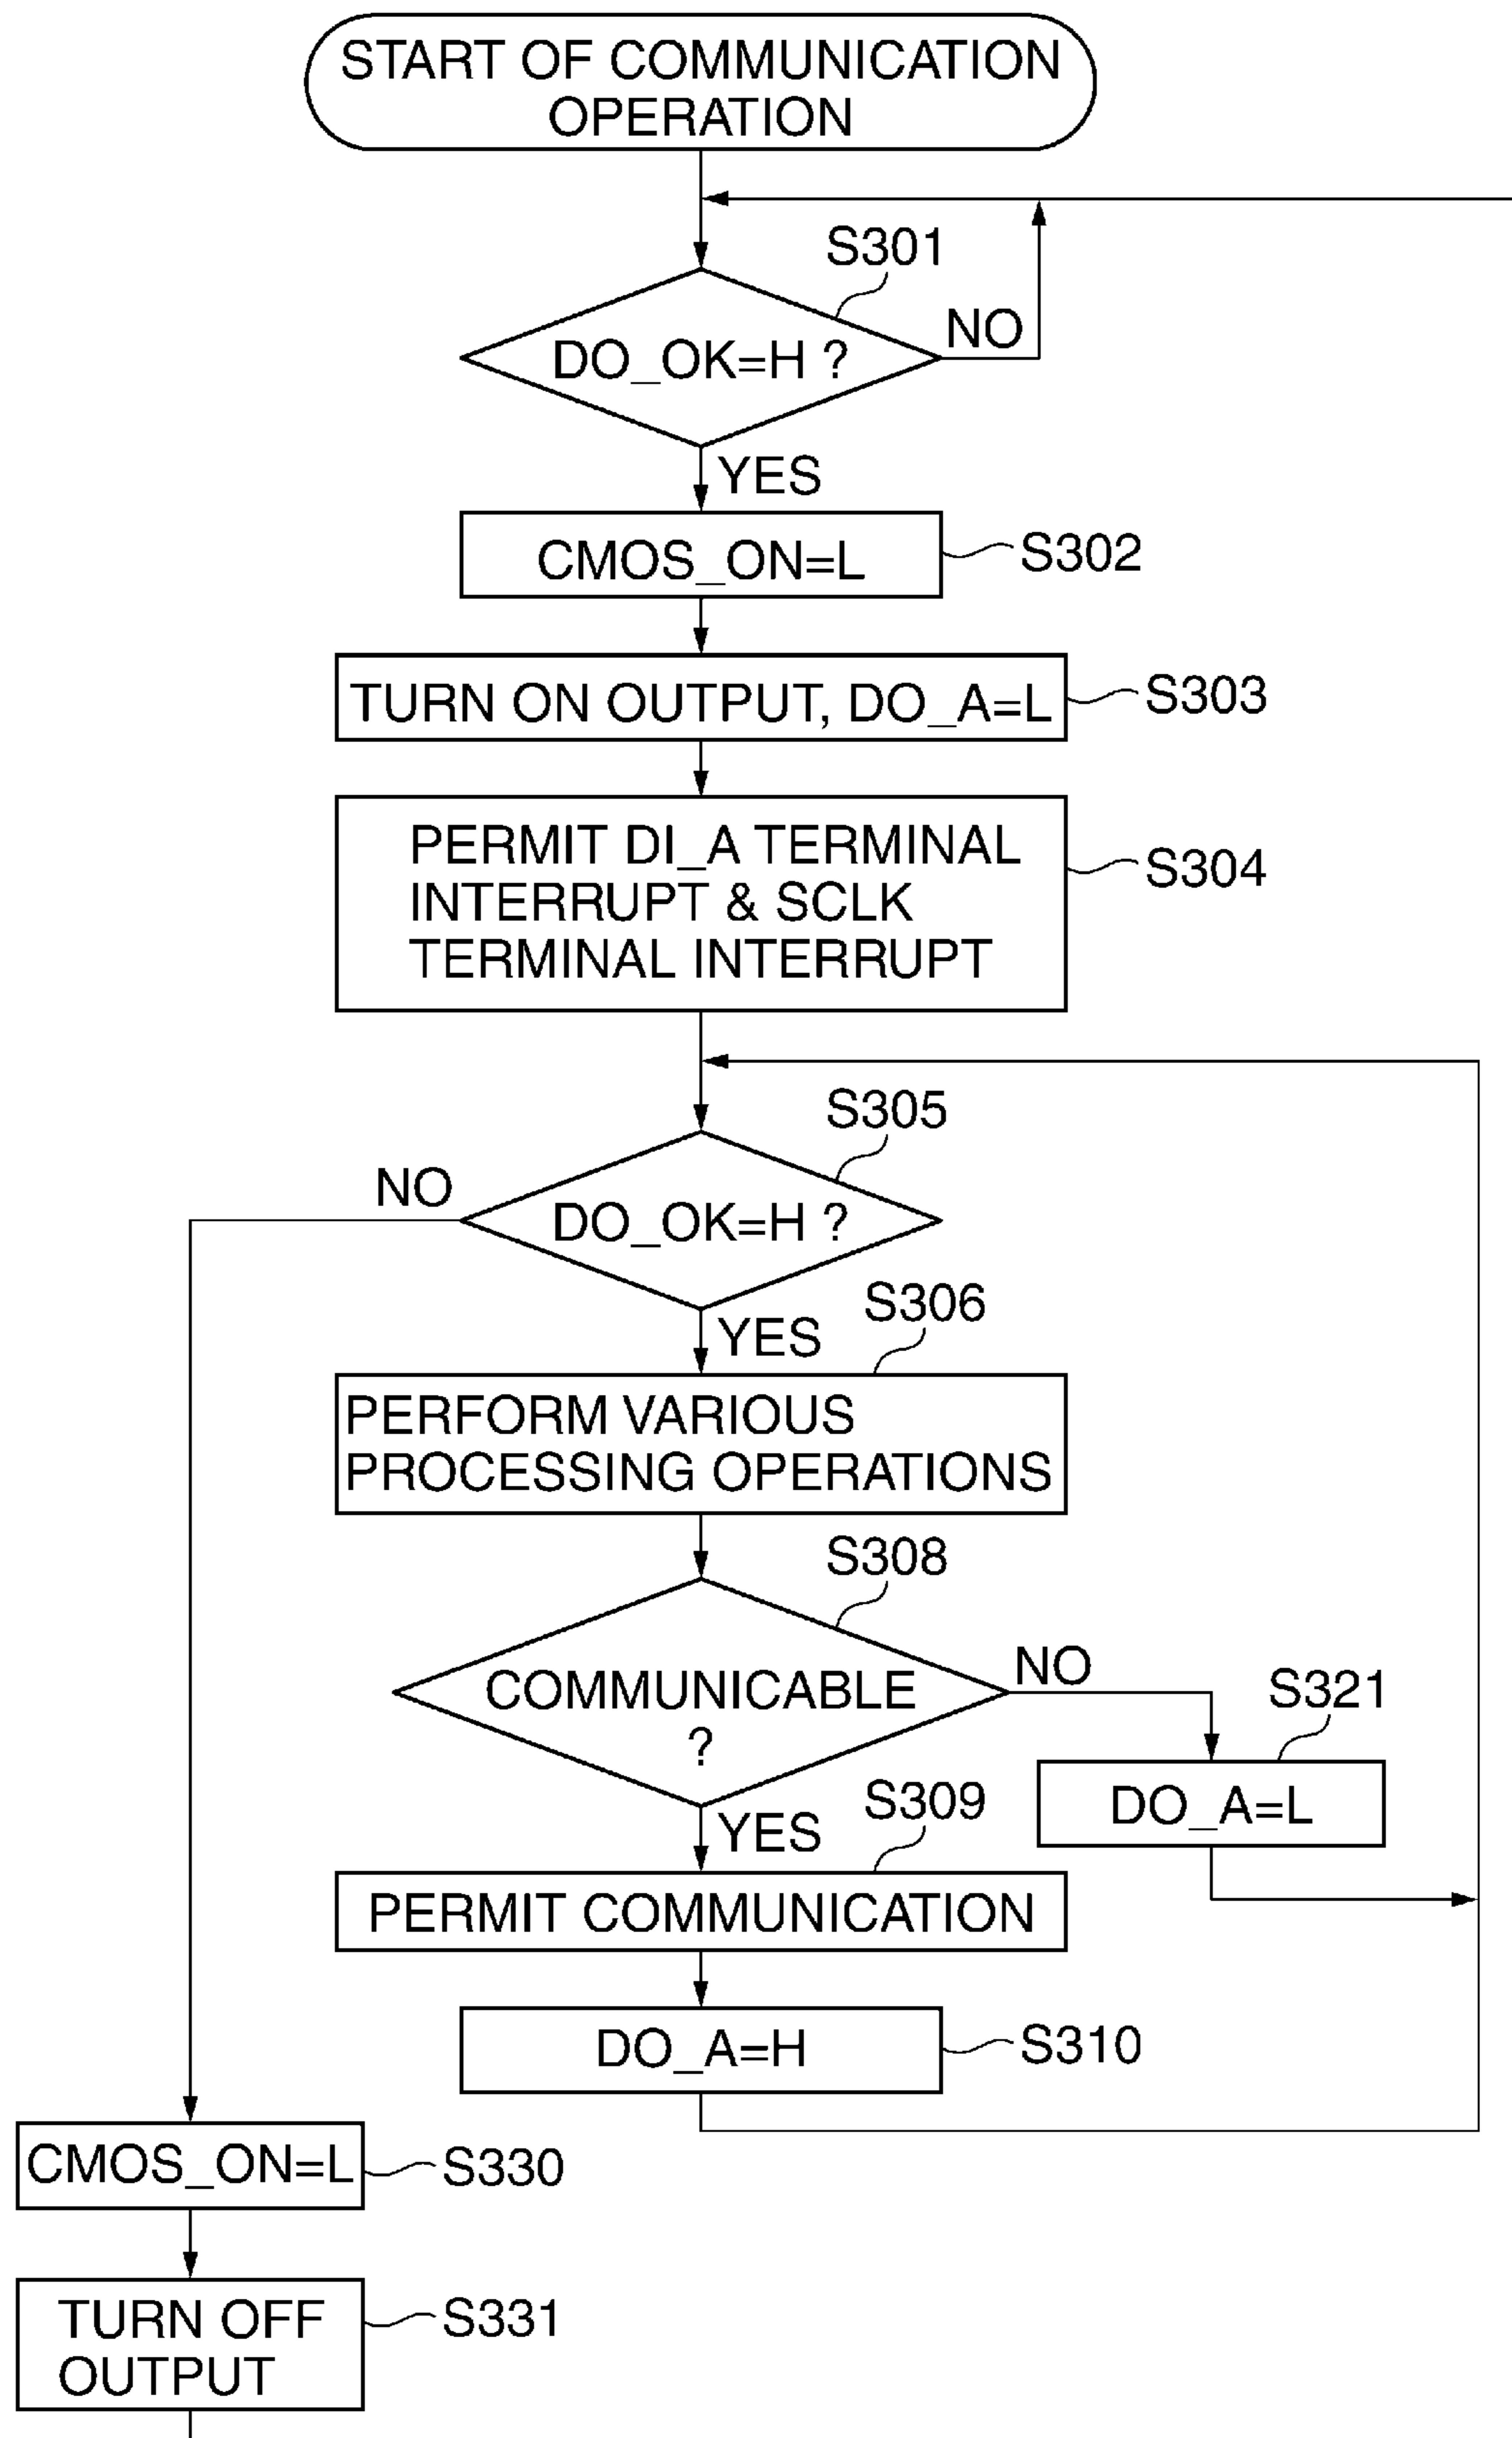 START OF COMMUNICATION
OPERATION
S301
DO_OK=H ?
NO
YES
CMOS_ON=L
S302
TURN ON OUTPUT, DO_A=L
S303
PERMIT DI_A TERMINAL
INTERRUPT & SCLK
TERMINAL INTERRUPT
S304
S305
NO
DO_OK=H ?
S306
YES
PERFORM VARIOUS
PROCESSING OPERATIONS
S308
COMMUNICABLE
?
NO
S321
DO_A=L
S309
YES
PERMIT COMMUNICATION
DO_A=H
S310
CMOS_ON=L
S330
TURN OFF
OUTPUT
S331